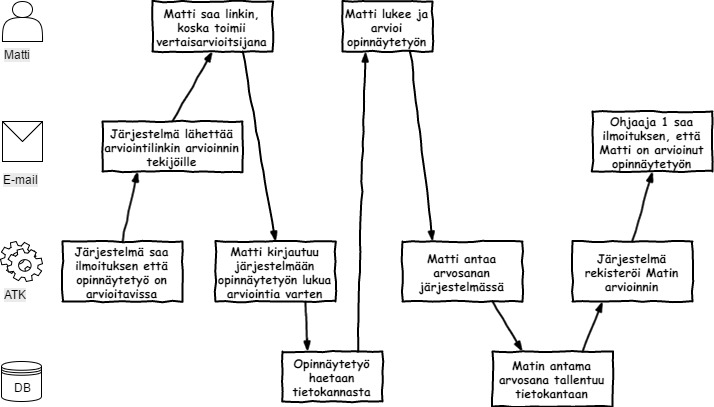 Matti saa linkin,
koska toimii
vertaisarvioitsijana
Matti lukee ja
arvioi
opinnäytetyön
Matti
Järjestelmä lähettää
arviointilinkin arvioinnin
tekijöille
Ohjaaja 1 saa
ilmoituksen, että
Matti on arvioinut
opinnäytetyön
E-mail
Järjestelmä saa
ilmoituksen että
opinnäytetyö on
arvioitavissa
Matti kirjautuu
järjestelmään
opinnäytetyön lukua
arviointia varten
Matti antaa
arvosanan
järjestelmässä
Järjestelmä
rekisteröi Matin
arvioinnin
ATK
Opinnäytetyö
haetaan
tietokannasta
Matin antama
arvosana tallentuu
tietokantaan
DB